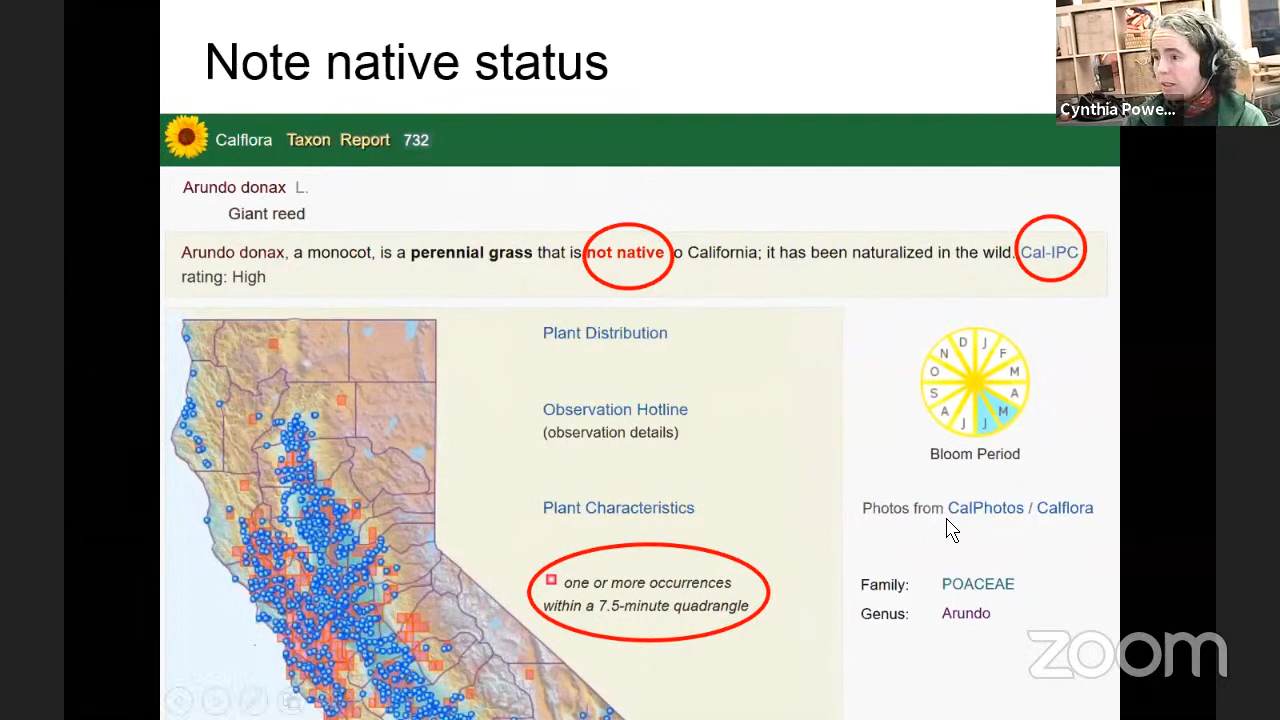 Note native status
Cynthia Powe...
Calflora Taxon Report 732
Arundo donax L.
Giant reed
Arundo donax, a monocot, is a perennial grass that is not native o California; it has been naturalized in the wild. Cal-IPC
rating: High
Plant Distribution
Observation Hotline
(observation details)
Plant Characteristics
one or more occurrences
within a 7.5-minute quadrangle
D J
N F
O M
S A
A M
J J
Bloom Period
Photos from CalPhotos / Calflora
Family: POACEAE
Genus: Arundo
zoom